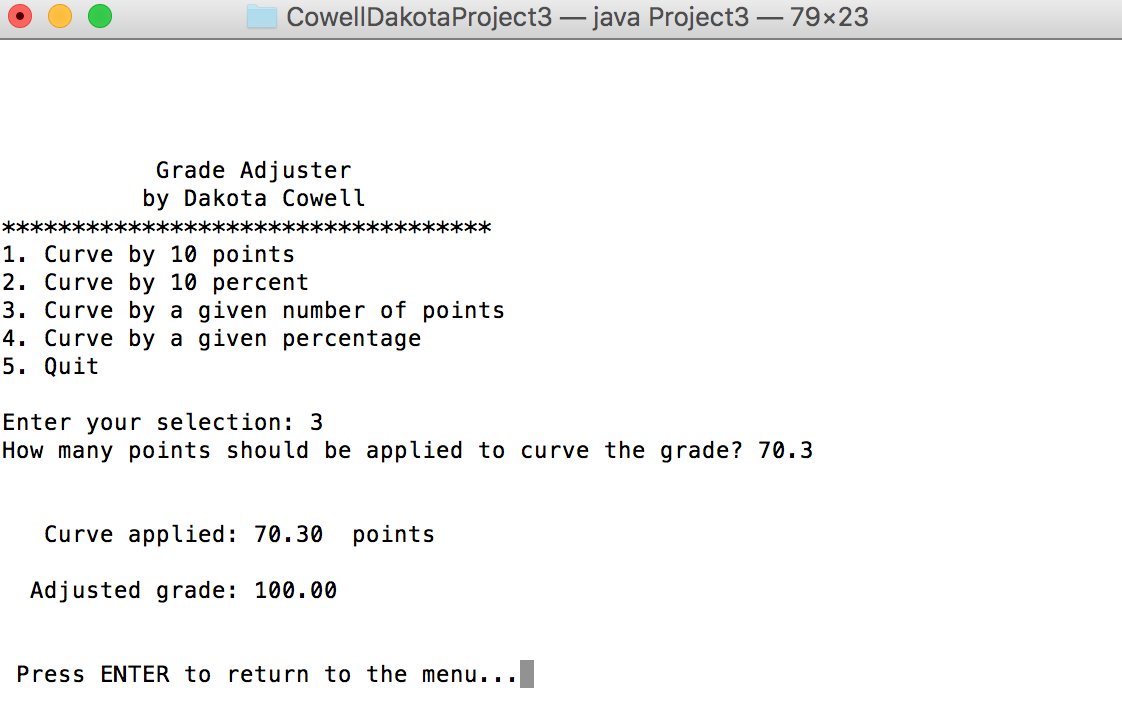 CowellDakotaProject3 — java Project3 — 79×23
Grade Adjuster
by Dakota Cowell
***********************************
1. Curve by 10 points
2. Curve by 10 percent
3. Curve by a given number of points
4. Curve by a given percentage
5. Quit
Enter your selection: 3
How many points should be applied to curve the grade? 70.3
Curve applied: 70.30  points
Adjusted grade: 100.00
Press ENTER to return to the menu...